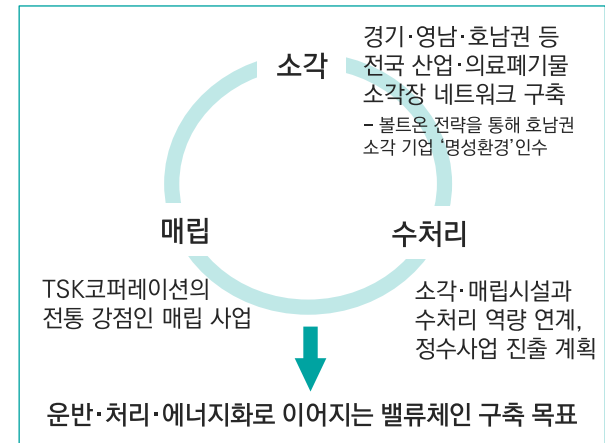 소각
경기·영남·호남권 등
전국 산업·의료폐기물
소각장 네트워크 구축
– 볼트온 전략을 통해 호남권
소각 기업 ‘명성환경’인수
매립
TSK코퍼레이션의
전통 강점인 매립 사업
수처리
소각·매립시설과
수처리 역량 연계,
정수사업 진출 계획
운반·처리·에너지화로 이어지는 밸류체인 구축 목표